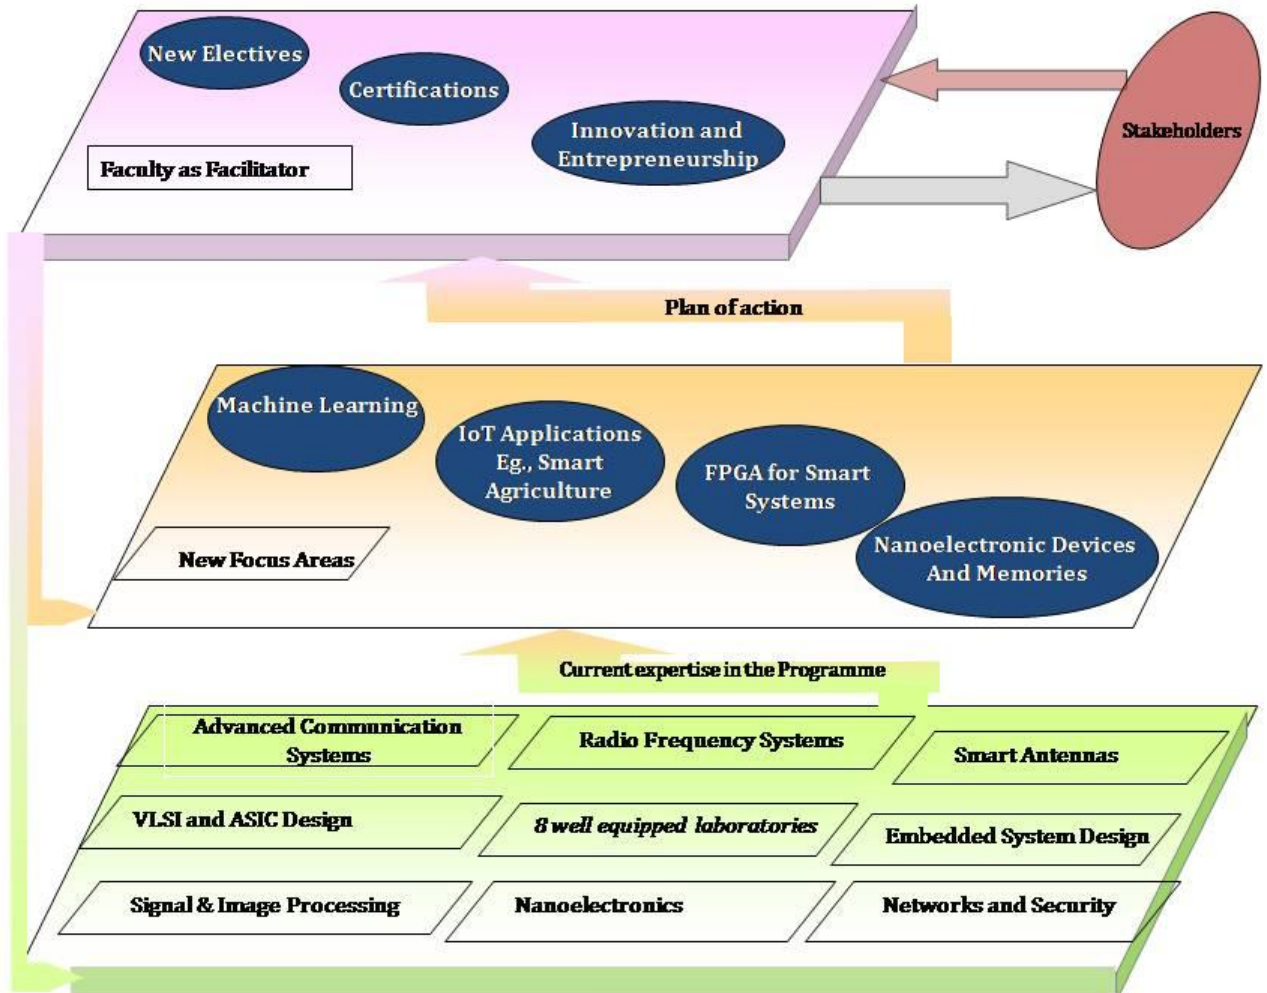 New Electives
Certifications
Innovation and
Entrepreneurship
Faculty as Facilitator
Stakeholders
Plan of action
Machine Learning
IoT Applications
Eg., Smart
Agriculture
FPGA for Smart
Systems
Nanoelectronic Devices
And Memories
New Focus Areas
Current expertise in the Programme
Advanced Communication
Systems
Radio Frequency Systems
Smart Antennas
VLSI and ASIC Design
8 well equipped laboratories
Embedded System Design
Signal & Image Processing
Nanoelectronics
Networks and Security